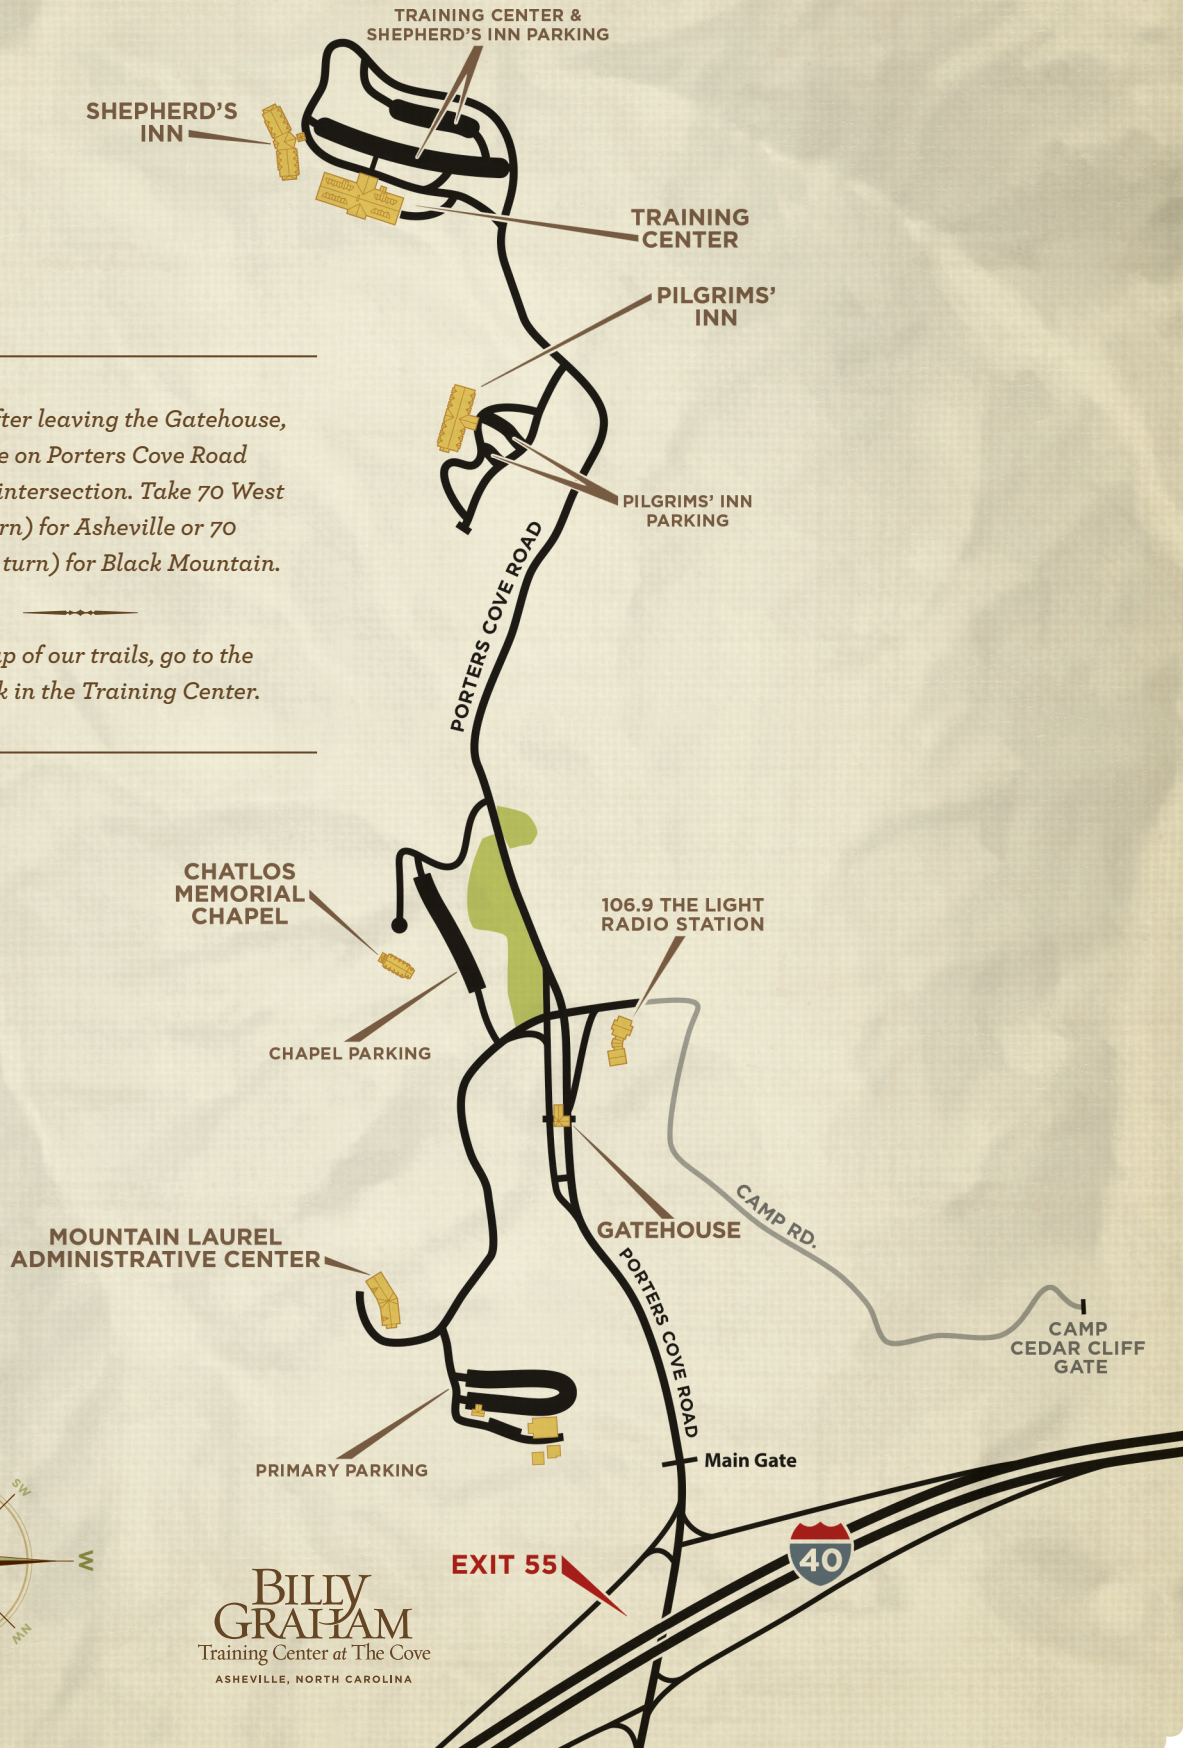 TRAINING CENTER &
SHEPHERD'S INN PARKING
SHEPHERD'S
INN
TRAINING
CENTER
PILGRIMS'
INN
fter leaving the Gatehouse,
e on Porters Cove Road
intersection. Take 70 West
rn) for Asheville or 70
turn) for Black Mountain.
PILGRIMS' INN
PARKING
PORTERS COVE ROAD
ap of our trails, go to the
k in the Training Center.
CHATLOS
MEMORIAL
CHAPEL
106.9 THE LIGHT
RADIO STATION
CHAPEL PARKING
GATEHOUSE
CAMP RD.
MOUNTAIN LAUREL
ADMINISTRATIVE CENTER
PORTERS COVE ROAD
CAMP
CEDAR CLIFF
GATE
PRIMARY PARKING
Main Gate
SW
W
NW
EXIT 55
40
BILLY
GRAHAM
Training Center at The Cove
ASHEVILLE, NORTH CAROLINA